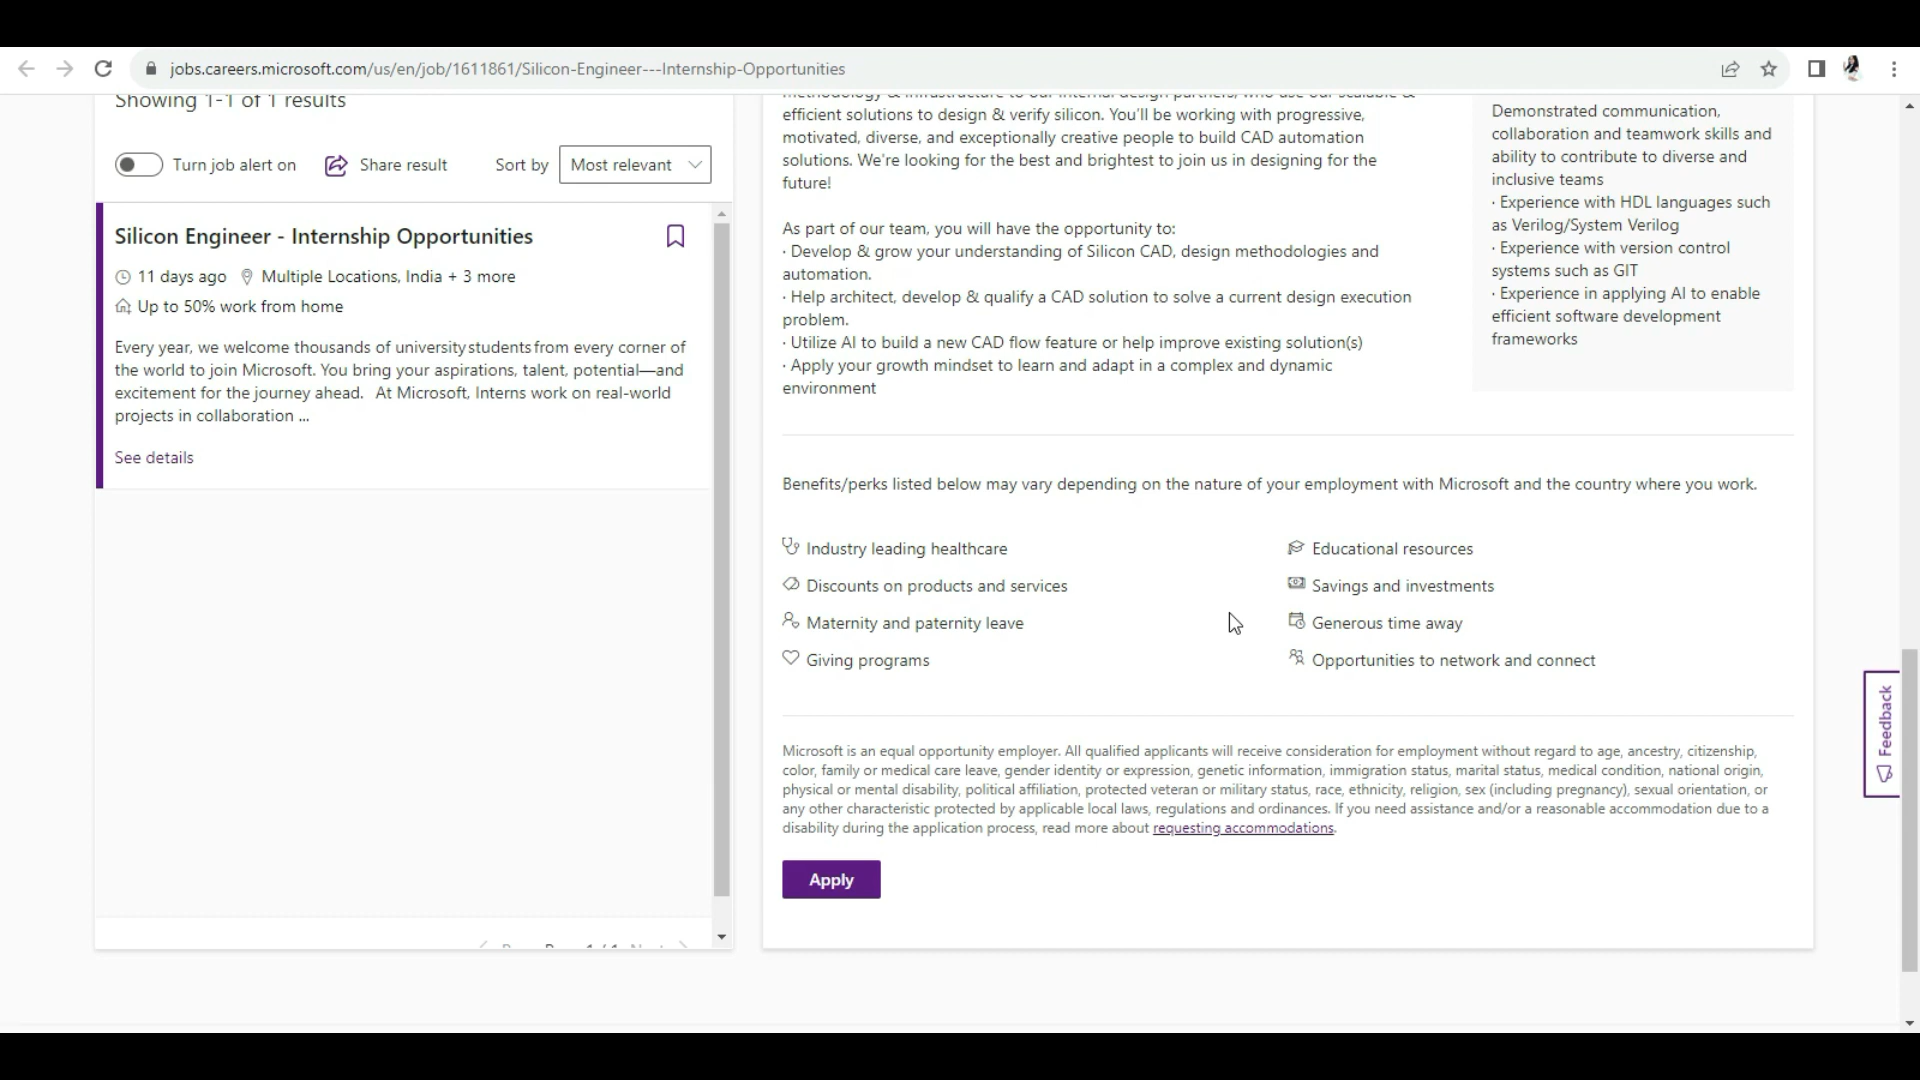 jobs.careers.microsoft.com/us/en/job/1611861/Silicon-Engineer---Internship-Opportunities
Showing 1-1 of 1 results
Turn job alert on
Share result
Sort by
Most relevant
Silicon Engineer - Internship Opportunities
11 days ago
Multiple Locations, India + 3 more
Up to 50% work from home
Every year, we welcome thousands of university students from every corner of
the world to join Microsoft. You bring your aspirations, talent, potential—and
excitement for the journey ahead.   At Microsoft, Interns work on real-world
projects in collaboration ...
See details
methodology & infrastructure to our internal design partners, who use our scalable &
efficient solutions to design & verify silicon. You'll be working with progressive,
motivated, diverse, and exceptionally creative people to build CAD automation
solutions. We're looking for the best and brightest to join us in designing for the
future!
As part of our team, you will have the opportunity to:
· Develop & grow your understanding of Silicon CAD, design methodologies and
automation.
· Help architect, develop & qualify a CAD solution to solve a current design execution
problem.
· Utilize AI to build a new CAD flow feature or help improve existing solution(s)
· Apply your growth mindset to learn and adapt in a complex and dynamic
environment
Demonstrated communication,
collaboration and teamwork skills and
ability to contribute to diverse and
inclusive teams
· Experience with HDL languages such
as Verilog/System Verilog
· Experience with version control
systems such as GIT
· Experience in applying AI to enable
efficient software development
frameworks
Benefits/perks listed below may vary depending on the nature of your employment with Microsoft and the country where you work.
Industry leading healthcare
Discounts on products and services
Maternity and paternity leave
Giving programs
Educational resources
Savings and investments
Generous time away
Opportunities to network and connect
Microsoft is an equal opportunity employer. All qualified applicants will receive consideration for employment without regard to age, ancestry, citizenship,
color, family or medical care leave, gender identity or expression, genetic information, immigration status, marital status, medical condition, national origin,
physical or mental disability, political affiliation, protected veteran or military status, race, ethnicity, religion, sex (including pregnancy), sexual orientation, or
any other characteristic protected by applicable local laws, regulations and ordinances. If you need assistance and/or a reasonable accommodation due to a
disability during the application process, read more about requesting accommodations.
Apply
Feedback